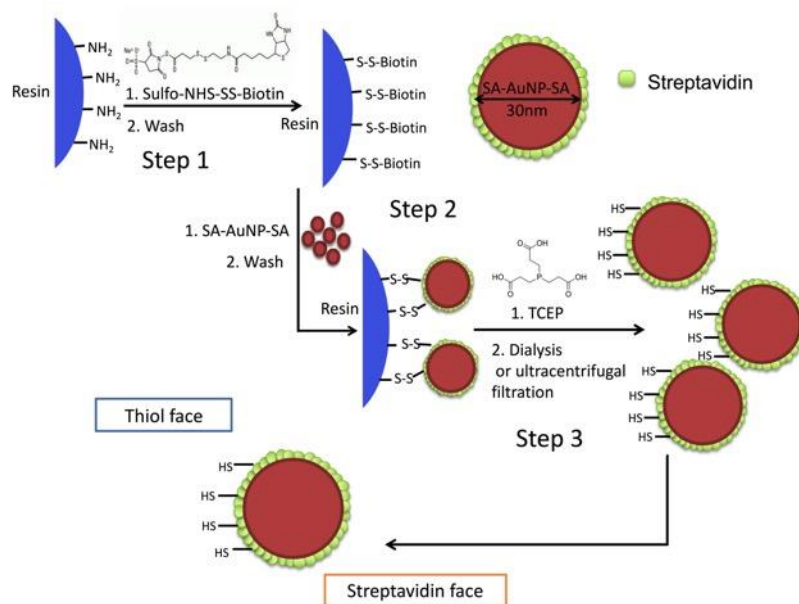 NH2
NH2
NH2
NH2
Resin
1. Sulfo-NHS-SS-Biotin
2. Wash
Step 1
S-S-Biotin
S-S-Biotin
S-S-Biotin
S-S-Biotin
Resin
SA-AuNP-SA
30nm
Streptavidin
Step 2
1. SA-AuNP-SA
2. Wash
Resin
S-S
S-S
S-S
S-S
OH
O
HO
O
P
OH
O
1. TCEP
2. Dialysis
or ultracentrifugal
filtration
Step 3
HS
HS
HS
HS
HS
HS
HS
HS
HS
HS
HS
HS
Thiol face
HS
HS
HS
HS
Streptavidin face